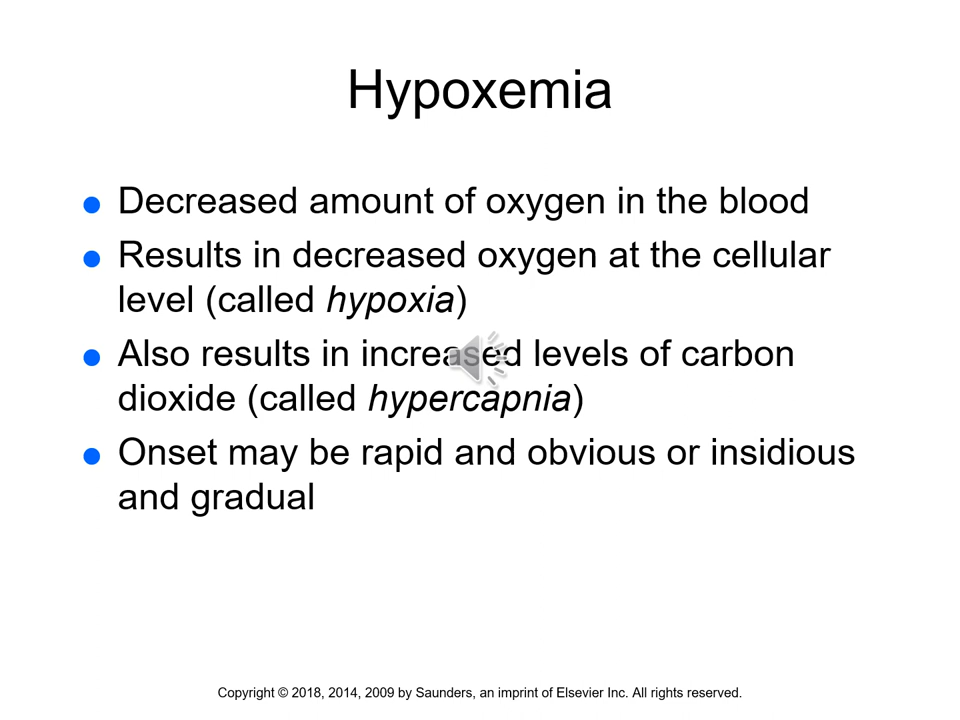 Hypoxemia
Decreased amount of oxygen in the blood
Results in decreased oxygen at the cellular
level (called hypoxia)
Also results in increased levels of carbon
dioxide (called hypercapnia)
Onset may be rapid and obvious or insidious
and gradual
Copyright © 2018, 2014, 2009 by Saunders, an imprint of Elsevier Inc. All rights reserved.